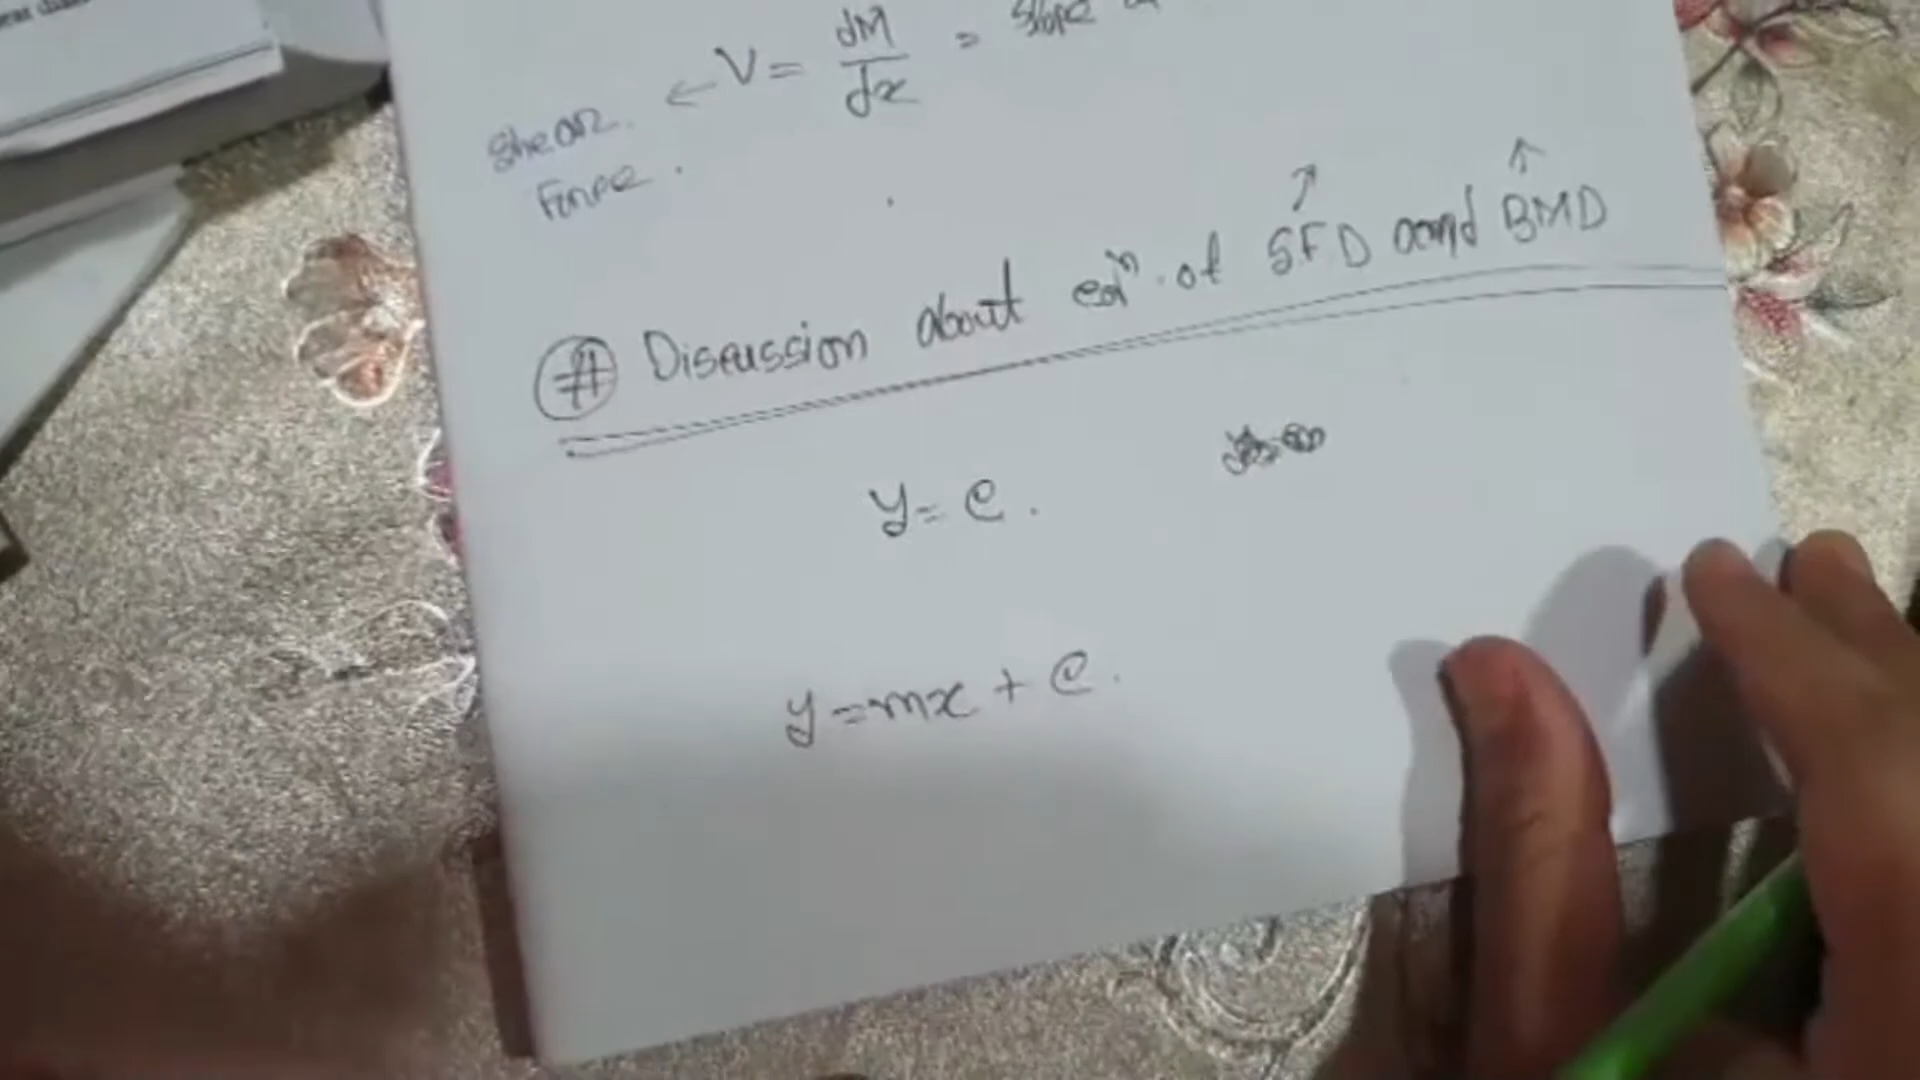 V = dM/dx = Slope
Shear
Force.
# Discussion about eqn. of SFD and BMD
y = c.
y = mx + c.